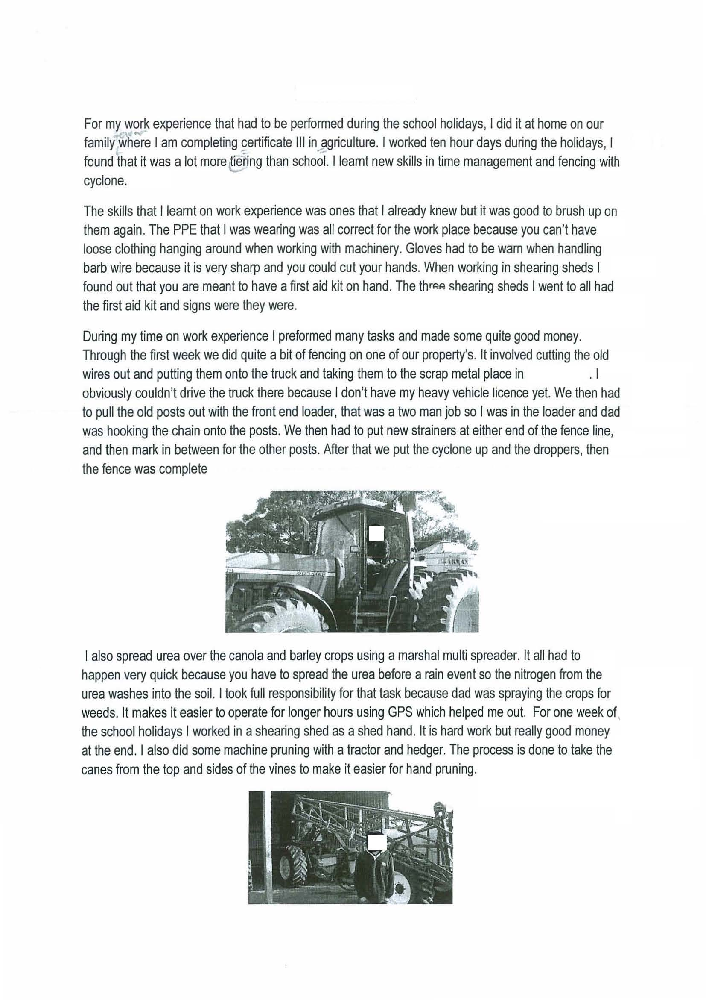 For my work experience that had to be performed during the school holidays, I did it at home on our
farm
family where I am completing certificate III in agriculture. I worked ten hour days during the holidays, I
found that it was a lot more tiering than school. I learnt new skills in time management and fencing with
cyclone.
The skills that I learnt on work experience was ones that I already knew but it was good to brush up on
them again. The PPE that I was wearing was all correct for the work place because you can't have
loose clothing hanging around when working with machinery. Gloves had to be warn when handling
barb wire because it is very sharp and you could cut your hands. When working in shearing sheds I
found out that you are meant to have a first aid kit on hand. The three shearing sheds I went to all had
the first aid kit and signs were they were.
During my time on work experience I preformed many tasks and made some quite good money.
Through the first week we did quite a bit of fencing on one of our property's. It involved cutting the old
wires out and putting them onto the truck and taking them to the scrap metal place in . I
obviously couldn't drive the truck there because I don't have my heavy vehicle licence yet. We then had
to pull the old posts out with the front end loader, that was a two man job so I was in the loader and dad
was hooking the chain onto the posts. We then had to put new strainers at either end of the fence line,
and then mark in between for the other posts. After that we put the cyclone up and the droppers, then
the fence was complete
JOHN DEERE
I also spread urea over the canola and barley crops using a marshal multi spreader. It all had to
happen very quick because you have to spread the urea before a rain event so the nitrogen from the
urea washes into the soil. I took full responsibility for that task because dad was spraying the crops for
weeds. It makes it easier to operate for longer hours using GPS which helped me out. For one week of
the school holidays I worked in a shearing shed as a shed hand. It is hard work but really good money
at the end. I also did some machine pruning with a tractor and hedger. The process is done to take the
canes from the top and sides of the vines to make it easier for hand pruning.